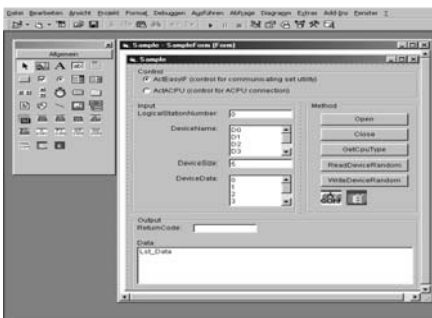 Datei Bearbeiten Ansicht Projekt Format Debuggen Ausführen Abfrage Diagramm Extras Add-Ins Fenster ?
Allgemein
Sample - SampleForm (Form)
Sample
Control
ActEasyIF (control for communicating set utility)
ActACPU (control for ACPU connection)
Input
LogicalStationNumber: 0
DeviceName: D0
D1
D2
D3
DeviceSize: 5
DeviceData: 0
1
2
3
Method
Open
Close
GetCpuType
ReadDeviceRandom
WriteDeviceRandom
Output
ReturnCode:
Data:
Lst_Data